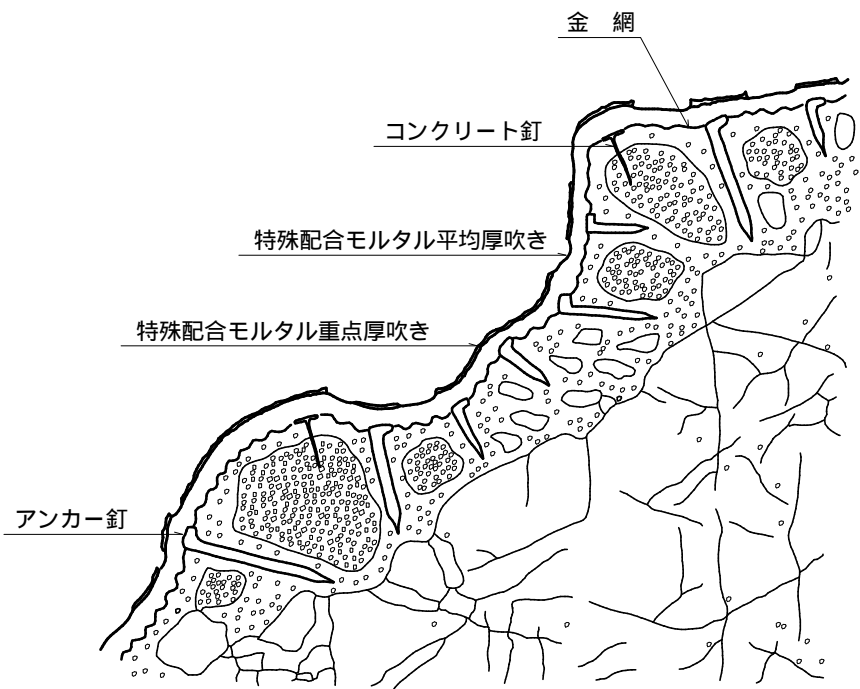 金　網
コンクリート釘
特殊配合モルタル平均厚吹き
特殊配合モルタル重点厚吹き
アンカー釘